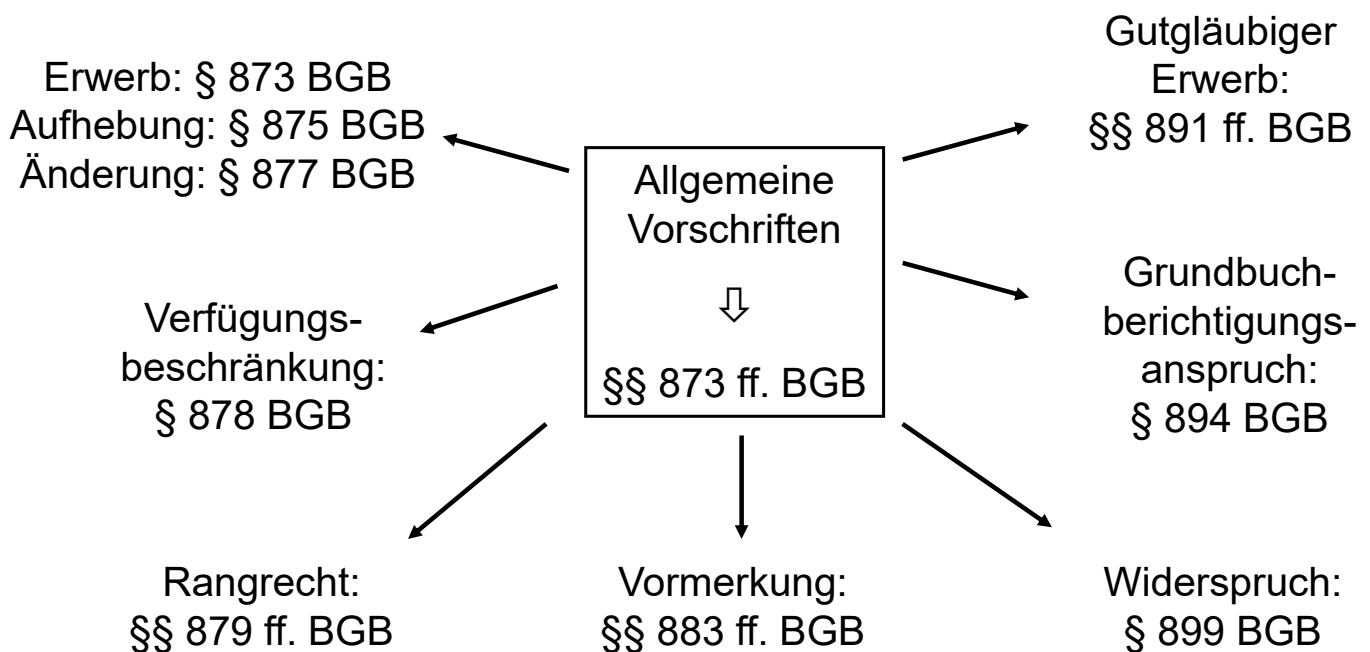 Erwerb: § 873 BGB
Aufhebung: § 875 BGB
Änderung: § 877 BGB
Gutgläubiger
Erwerb:
§§ 891 ff. BGB
Allgemeine
Vorschriften
§§ 873 ff. BGB
Verfügungs-
beschränkung:
§ 878 BGB
Grundbuch-
berichtigungs-
anspruch:
§ 894 BGB
Rangrecht:
§§ 879 ff. BGB
Vormerkung:
§§ 883 ff. BGB
Widerspruch:
§ 899 BGB